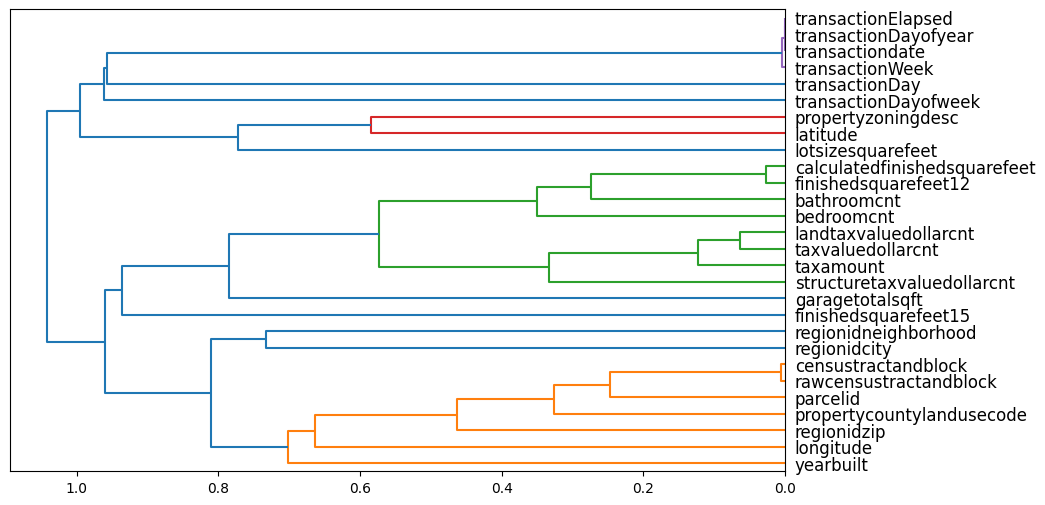 transactionElapsed
transactionDayofyear
transactiondate
transactionWeek
transactionDay
transactionDayofweek
propertyzoningdesc
latitude
lotsizesquarefeet
calculatedfinishedsquarefeet
finishedsquarefeet12
bathroomcnt
bedroomcnt
landtaxvaluedollarcnt
taxvaluedollarcnt
taxamount
structuretaxvaluedollarcnt
garagetotalsqft
finishedsquarefeet15
regionidneighborhood
regionidcity
censustractandblock
rawcensustractandblock
parcelid
propertycountylandusecode
regionidzip
longitude
yearbuilt
1.0 0.8 0.6 0.4 0.2 0.0